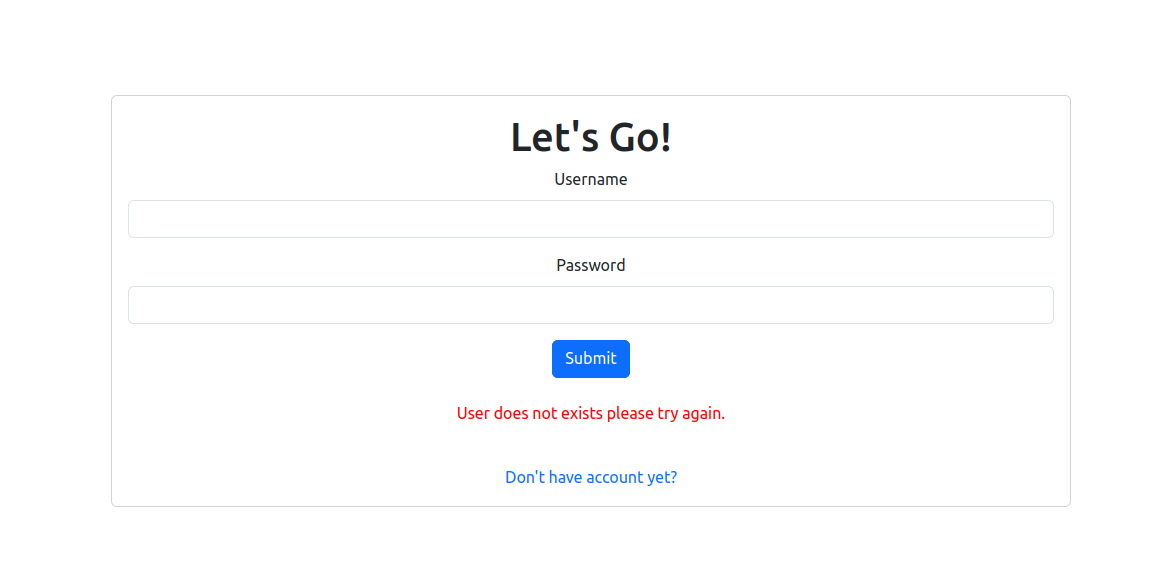 Let's Go!
Username
Password
Submit
User does not exists please try again.
Don't have account yet?